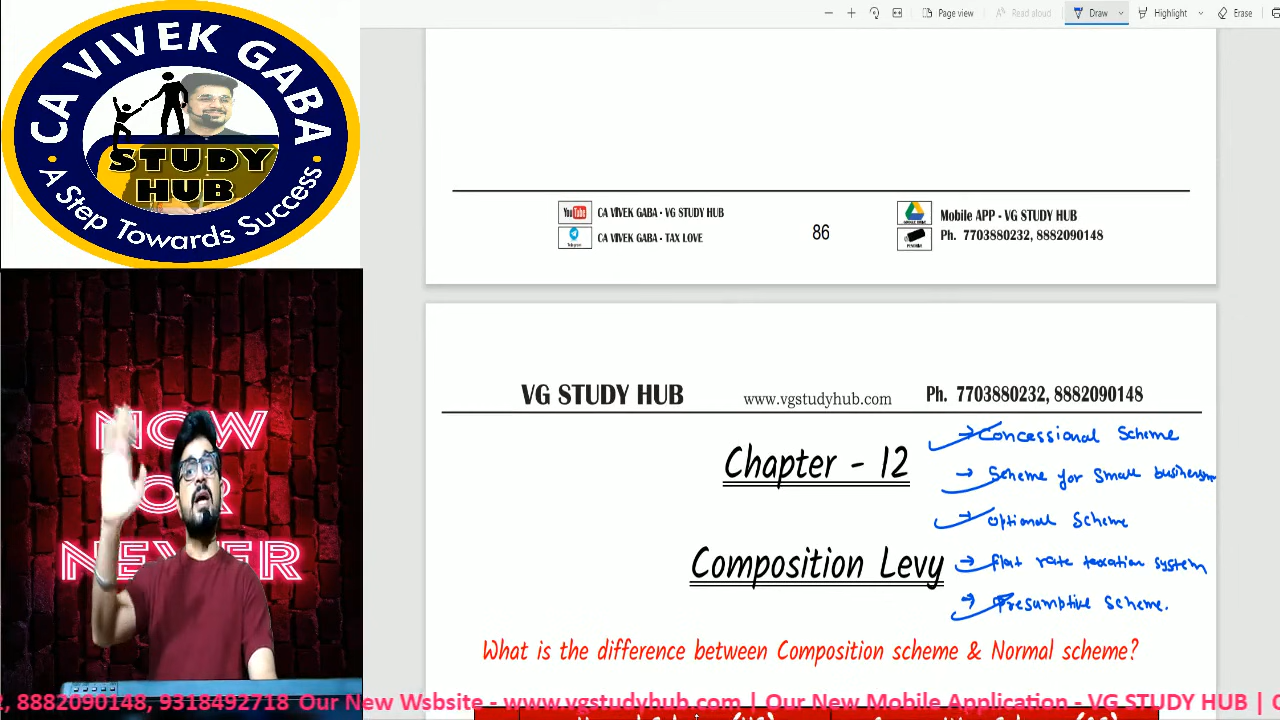 CA VIVEK GABA
STUDY
HUB
A Step Towards Success
NOW
OR
NEVER
Page view
Read aloud
Draw
Highlight
Erase
YouTube CA VIVEK GABA - VG STUDY HUB
Telegram CA VIVEK GABA - TAX LOVE
86
Mobile APP - VG STUDY HUB
Ph. 7703880232, 8882090148
VG STUDY HUB www.vgstudyhub.com Ph. 7703880232, 8882090148
Chapter - 12
Composition Levy
→ Concessional Scheme
→ Scheme for Small
→ Optional Scheme
→ Flat rate taxation system
→ Presumptive Scheme.
What is the difference between Composition scheme & Normal scheme?
2, 8882090148, 9318492718 Our New Wsbsite - www.vgstudyhub.com | Our New Mobile Application - VG STUDY HUB |